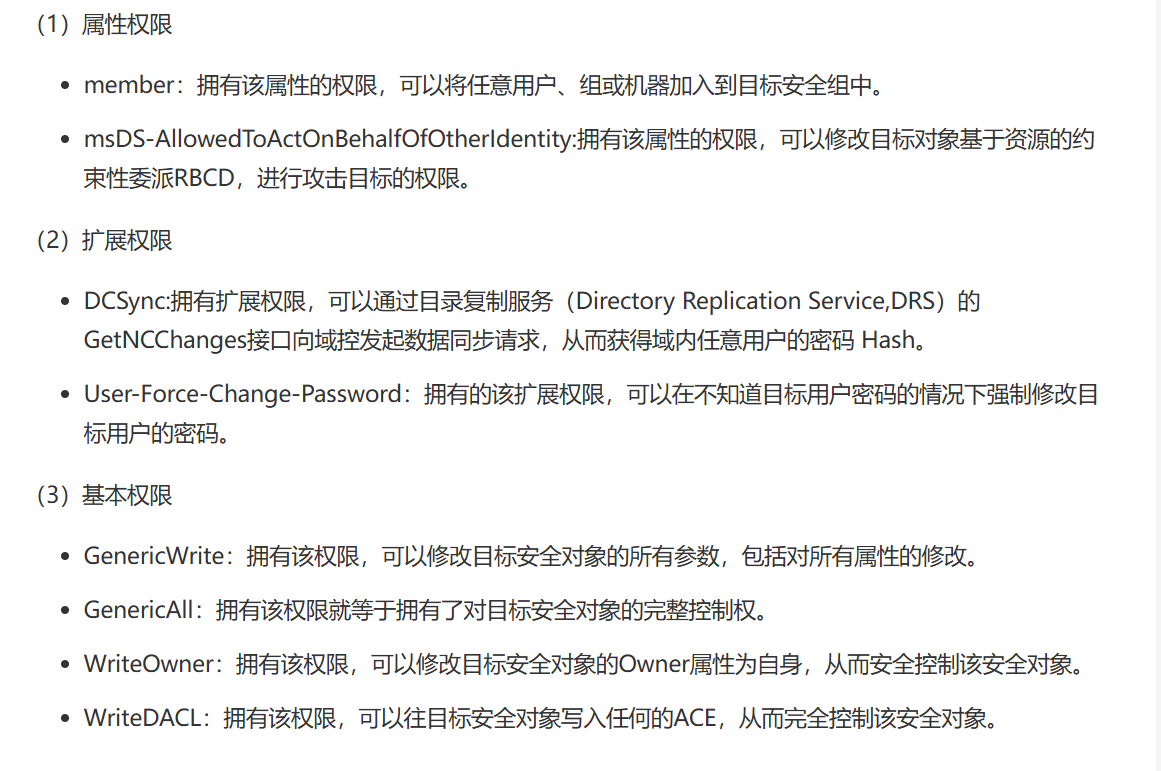 （1）属性权限
member：拥有该属性的权限，可以将任意用户、组或机器加入到目标安全组中。
msDS-AllowedToActOnBehalfOfOtherIdentity:拥有该属性的权限，可以修改目标对象基于资源的约
束性委派RBCD，进行攻击目标的权限。
（2）扩展权限
DCSync:拥有扩展权限，可以通过目录复制服务（Directory Replication Service,DRS）的
GetNCChanges接口向域控发起数据同步请求，从而获得域内任意用户的密码 Hash。
User-Force-Change-Password：拥有的该扩展权限，可以在不知道目标用户密码的情况下强制修改目
标用户的密码。
（3）基本权限
GenericWrite：拥有该权限，可以修改目标安全对象的所有参数，包括对所有属性的修改。
GenericAll：拥有该权限就等于拥有了对目标安全对象的完整控制权。
WriteOwner：拥有该权限，可以修改目标安全对象的Owner属性为自身，从而安全控制该安全对象。
WriteDACL：拥有该权限，可以往目标安全对象写入任何的ACE，从而完全控制该安全对象。